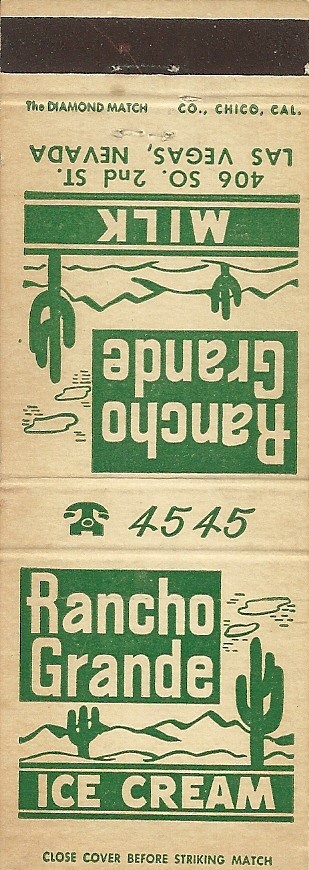 The DIAMOND MATCH CO., CHICO, CAL.
406 SO. 2nd ST.
LAS VEGAS, NEVADA
MILK
Rancho
Grande
4545
Rancho
Grande
ICE CREAM
CLOSE COVER BEFORE STRIKING MATCH